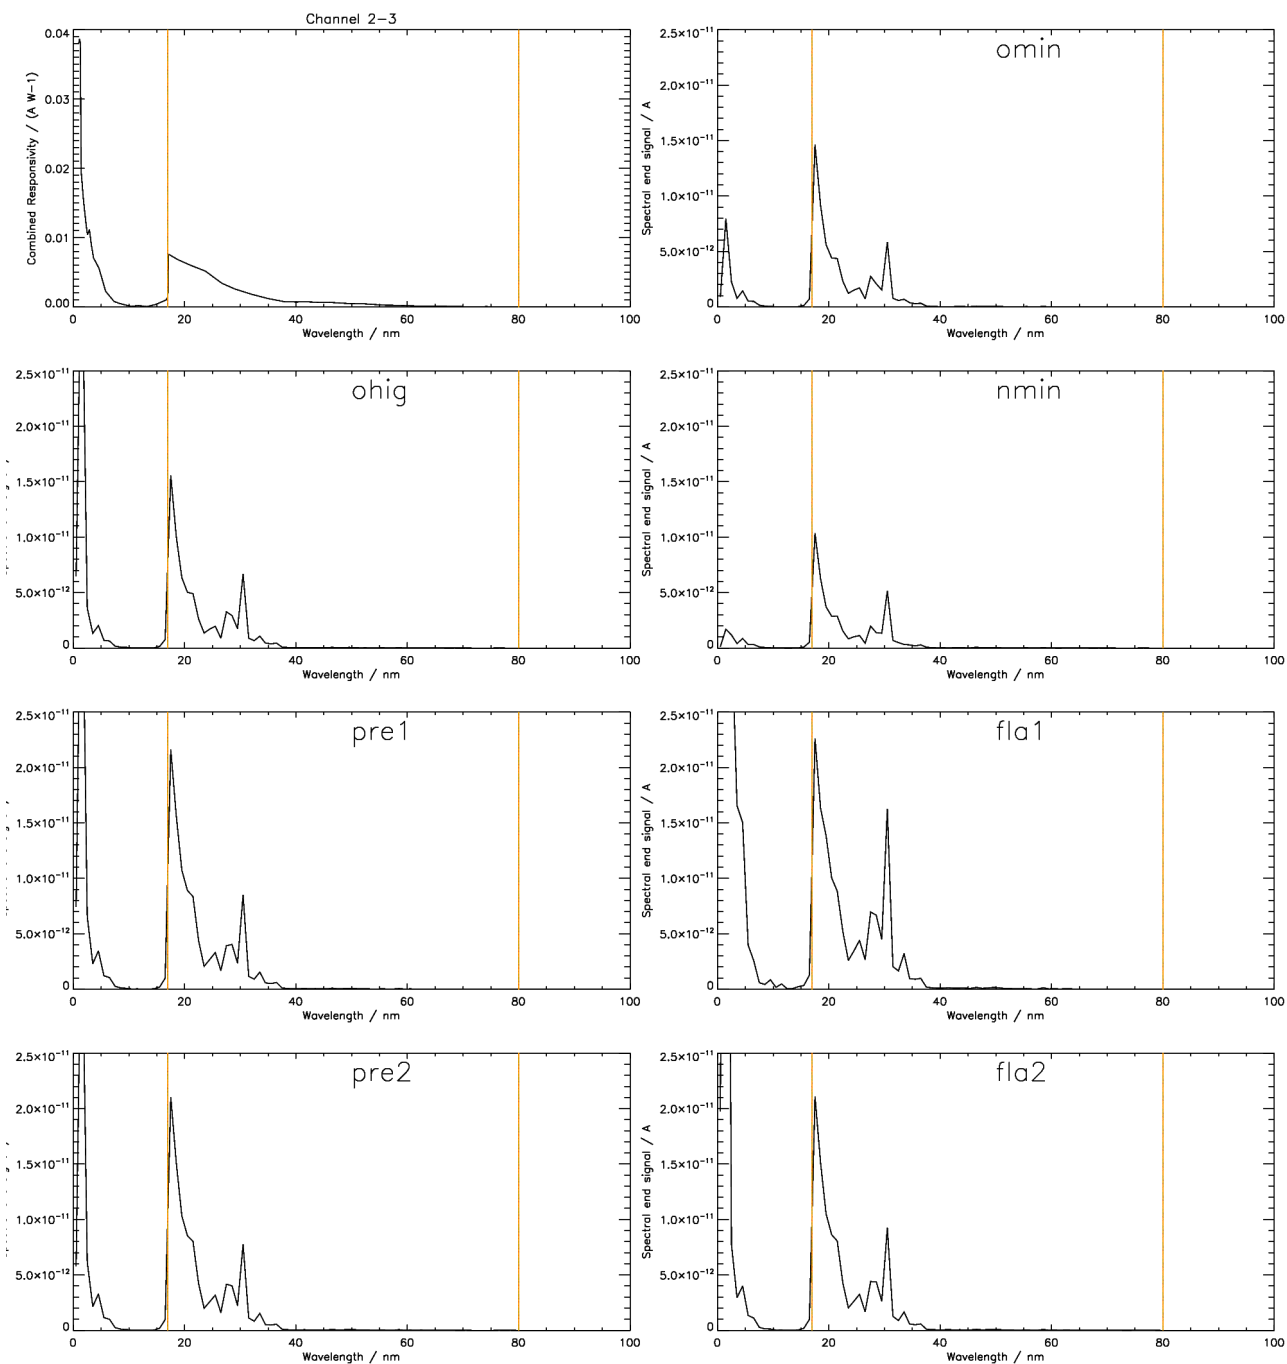 Channel 2-3
0.04
0.03
0.02
0.01
0.00
Combined Responsivity / (A W-1)
0 20 40 60 80 100
Wavelength / nm
omin
2.5×10-11
2.0×10-11
1.5×10-11
1.0×10-11
5.0×10-12
0
Spectral end signal / A
0 20 40 60 80 100
Wavelength / nm
ohig
2.5×10-11
2.0×10-11
1.5×10-11
1.0×10-11
5.0×10-12
0
0 20 40 60 80 100
Wavelength / nm
nmin
2.5×10-11
2.0×10-11
1.5×10-11
1.0×10-11
5.0×10-12
0
Spectral end signal / A
0 20 40 60 80 100
Wavelength / nm
pre1
2.5×10-11
2.0×10-11
1.5×10-11
1.0×10-11
5.0×10-12
0
0 20 40 60 80 100
Wavelength / nm
fla1
2.5×10-11
2.0×10-11
1.5×10-11
1.0×10-11
5.0×10-12
0
Spectral end signal / A
0 20 40 60 80 100
Wavelength / nm
pre2
2.5×10-11
2.0×10-11
1.5×10-11
1.0×10-11
5.0×10-12
0
0 20 40 60 80 100
Wavelength / nm
fla2
2.5×10-11
2.0×10-11
1.5×10-11
1.0×10-11
5.0×10-12
0
Spectral end signal / A
0 20 40 60 80 100
Wavelength / nm